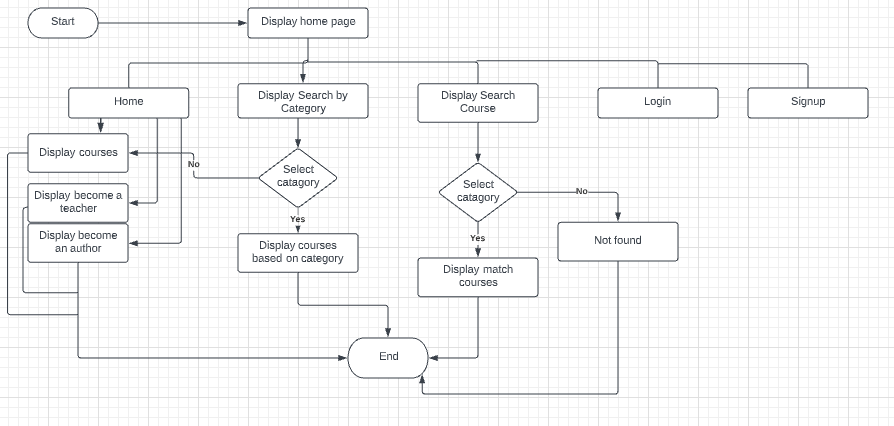 Start
Display home page
Home
Display Search by
Category
Display Search
Course
Login
Signup
Display courses
No
Select
catagory
Select
catagory
No
Display become a
teacher
Yes
Display become
an author
Display courses
based on category
Yes
Not found
Display match
courses
End